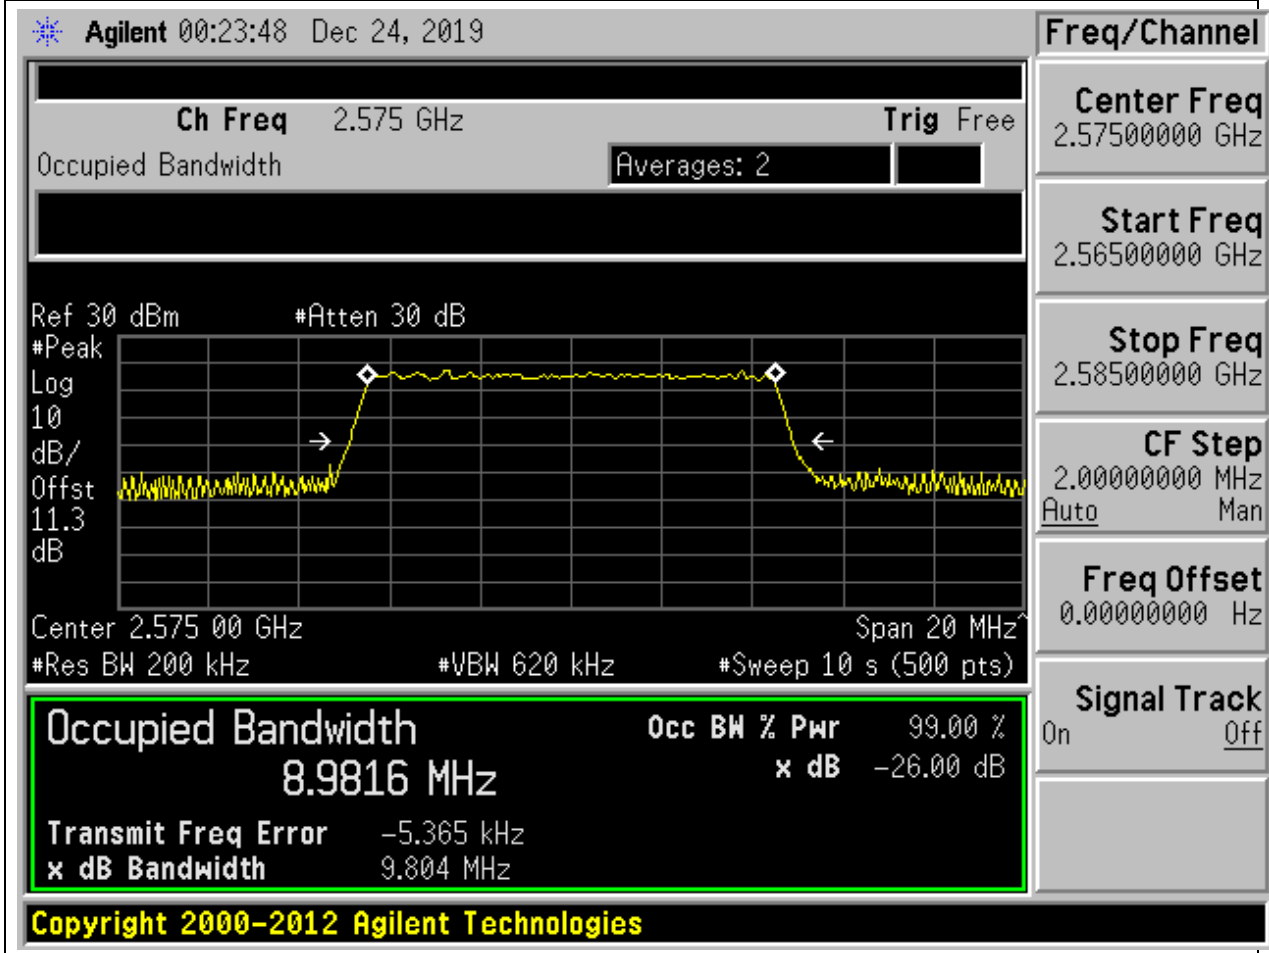 Agilent 00:23:48 Dec 24, 2019
Freq/Channel
Ch Freq 2.575 GHz
Trig Free
Occupied Bandwidth
Averages: 2
Ref 30 dBm
#Atten 30 dB
#Peak
Log
10
dB/
Offst
11.3
dB
Center 2.575 00 GHz
Span 20 MHz^
#Res BW 200 kHz
#VBW 620 kHz
#Sweep 10 s (500 pts)
Occupied Bandwidth
8.9816 MHz
Occ BW % Pwr 99.00 %
x dB -26.00 dB
Transmit Freq Error -5.365 kHz
x dB Bandwidth 9.804 MHz
Center Freq
2.57500000 GHz
Start Freq
2.56500000 GHz
Stop Freq
2.58500000 GHz
CF Step
2.00000000 MHz
Auto Man
Freq Offset
0.00000000 Hz
Signal Track
On Off
Copyright 2000-2012 Agilent Technologies